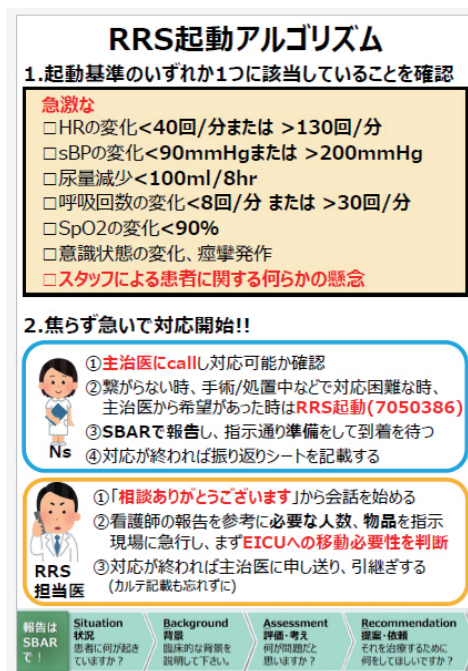 RRS起動アルゴリズム
1.起動基準のいずれか1つに該当していることを確認
急激な
□HRの変化<40回/分または >130回/分
□sBPの変化<90mmHgまたは >200mmHg
□尿量減少<100ml/8hr
□呼吸回数の変化<8回/分 または >30回/分
□SpO2の変化<90%
□意識状態の変化、痙攣発作
□スタッフによる患者に関する何らかの懸念
2.焦らず急いで対応開始!!
Ns
①主治医にcallし対応可能か確認
②繋がらない時、手術/処置中などで対応困難な時、
主治医から希望があった時はRRS起動(7050386)
③SBARで報告し、指示通り準備をして到着を待つ
④対応が終われば振り返りシートを記載する
RRS
担当医
①「相談ありがとうございます」から会話を始める
②看護師の報告を参考に必要な人数、物品を指示
現場に急行し、まずEICUへの移動必要性を判断
③対応が終われば主治医に申し送り、引継ぎする
(カルテ記載も忘れずに)
報告は
SBAR
で！
Situation
状況
患者に何が起き
ていますか？
Background
背景
臨床的な背景を
説明して下さい。
Assessment
評価・考え
何が問題だと
思いますか？
Recommendation
提案・依頼
それを治療するために
何をしてほしいですか？